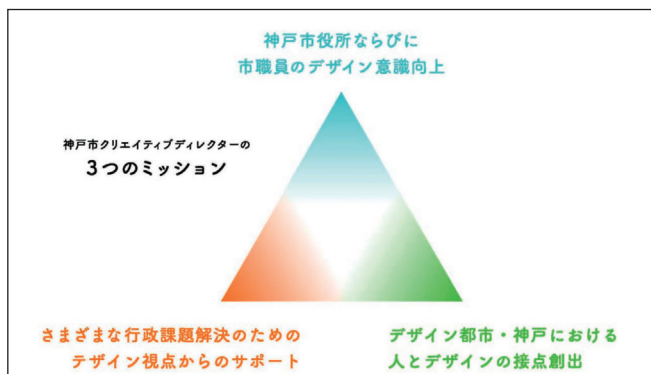 神戸市役所ならびに
市職員のデザイン意識向上
神戸市クリエイティブディレクターの
3つのミッション
さまざまな行政課題解決のための
テザイン視点からのサポート
デザイン都市・神戸における
人とデザインの接点創出